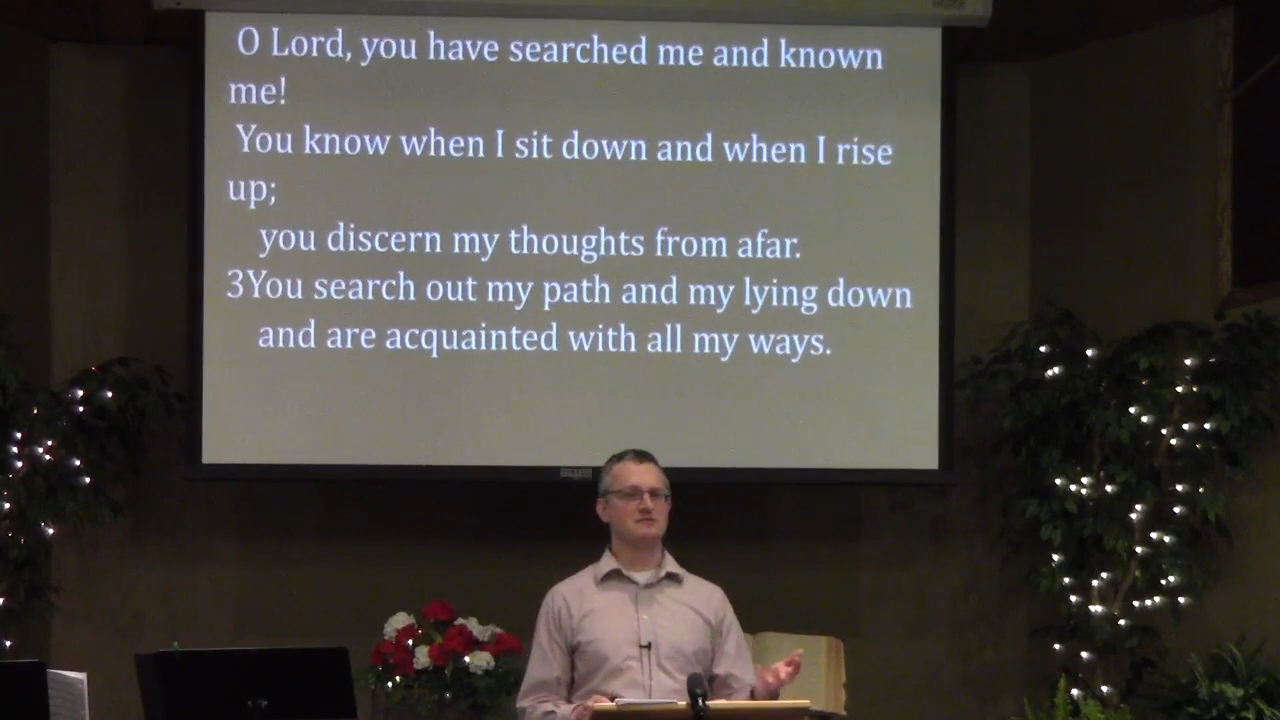 O Lord, you have searched me and known
me!
You know when I sit down and when I rise
up;
you discern my thoughts from afar.
3You search out my path and my lying down
and are acquainted with all my ways.